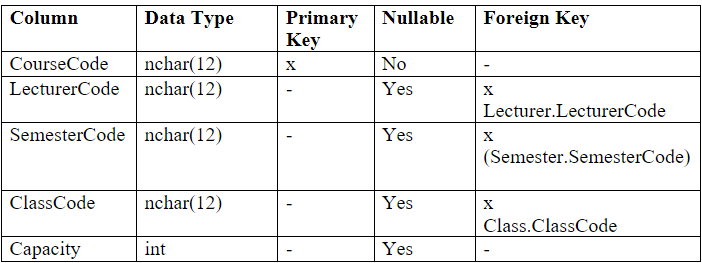 Column Data Type Primary Key Nullable Foreign Key
CourseCode nchar(12) x No -
LecturerCode nchar(12) - Yes x
Lecturer.LecturerCode
SemesterCode nchar(12) - Yes x
(Semester.SemesterCode)
ClassCode nchar(12) - Yes x
Class.ClassCode
Capacity int - Yes -